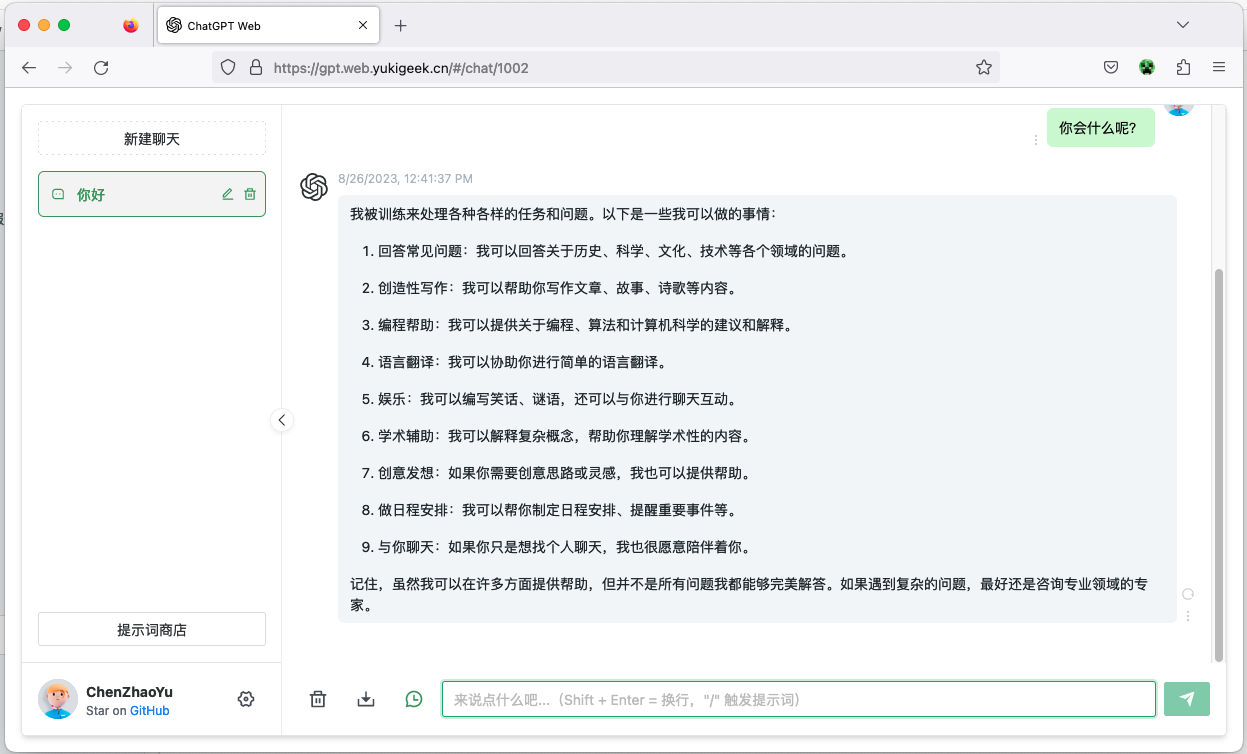 ChatGPT Web
https://gpt.web.yukigeek.cn/#/chat/1002
新建聊天
你好
提示词商店
ChenZhaoYu
Star on GitHub
你会什么呢?
8/26/2023, 12:41:37 PM
我被训练来处理各种各样的任务和问题。以下是一些我可以做的事情：
1. 回答常见问题：我可以回答关于历史、科学、文化、技术等各个领域的问题。
2. 创造性写作：我可以帮助你写作文章、故事、诗歌等内容。
3. 编程帮助：我可以提供关于编程、算法和计算机科学的建议和解释。
4. 语言翻译：我可以协助你进行简单的语言翻译。
5. 娱乐：我可以编写笑话、谜语，还可以与你进行聊天互动。
6. 学术辅助：我可以解释复杂概念，帮助你理解学术性的内容。
7. 创意发想：如果你需要创意思路或灵感，我也可以提供帮助。
8. 做日程安排：我可以帮你制定日程安排、提醒重要事件等。
9. 与你聊天：如果你只是想找个人聊天，我也很愿意陪伴着你。
记住，虽然我可以在许多方面提供帮助，但并不是所有问题我都能够完美解答。如果遇到复杂的问题，最好还是咨询专业领域的专
家。
来说点什么吧...（Shift + Enter = 换行，"/" 触发提示词）